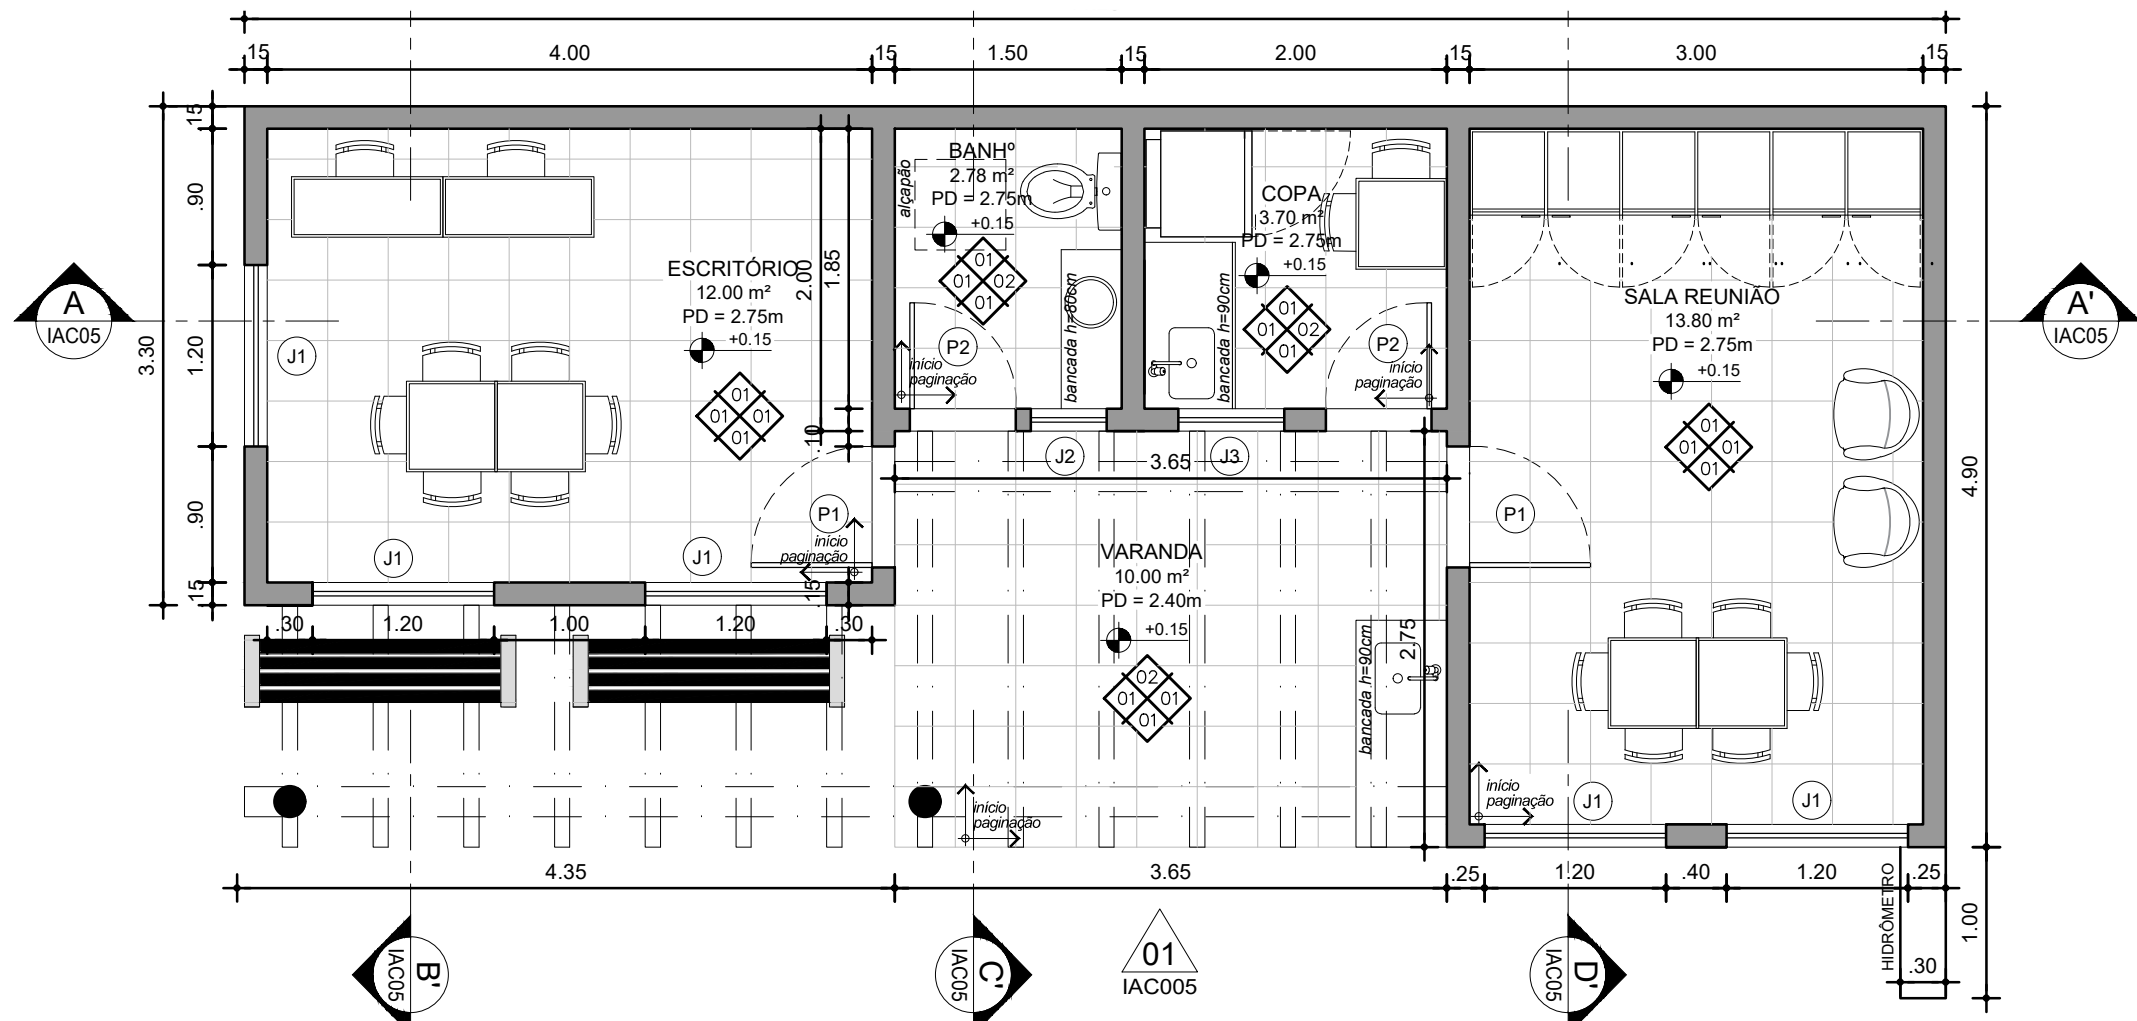 .15 4.00 .15 1.50 .15 2.00 .15 3.00 .15
.15
.90
1.20
.90
.15
3.30
A
IAC05
A'
IAC05
ESCRITÓRIO
12.00 m²
PD = 2.75m
+0.15
01
01 01
01
2.00
1.85
.10
.15
J1
J1
J1
P1
início
paginação
BANHº
2.78 m²
PD = 2.75m
+0.15
alçapão
01
01 02
01
P2
início
paginação
bancada h=80cm
COPA
3.70 m²
PD = 2.75m
+0.15
01
01 02
01
P2
início
paginação
bancada h=90cm
J2
3.65
J3
SALA REUNIÃO
13.80 m²
PD = 2.75m
+0.15
01
01 01
01
P1
início
paginação
J1
J1
4.90
VARANDA
10.00 m²
PD = 2.40m
+0.15
02
01 01
01
bancada h=90cm
2,75
início
paginação
.30 1.20 1.00 1.20 .30
4.35 3.65 .25 1.20 .40 1.20 .25
HIDRÔMETRO
.30
1.00
B'
IAC05
C'
IAC05
01
IAC005
D'
IAC05